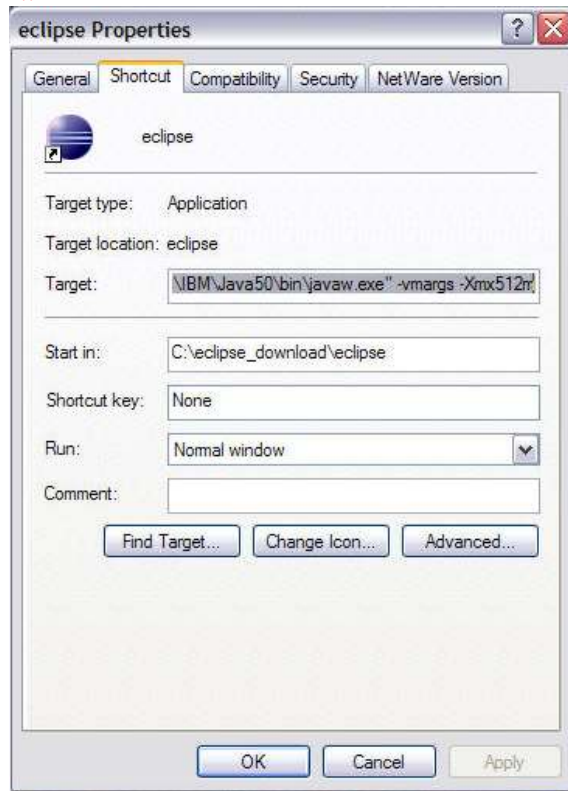 eclipse Properties
General Shortcut Compatibility Security NetWare Version
eclipse
Target type: Application
Target location: eclipse
Target: \IBM\Java50\bin\javaw.exe" -vmargs -Xmx512m
Start in: C:\eclipse_download\eclipse
Shortcut key: None
Run: Normal window
Comment:
Find Target... Change Icon... Advanced...
OK Cancel Apply